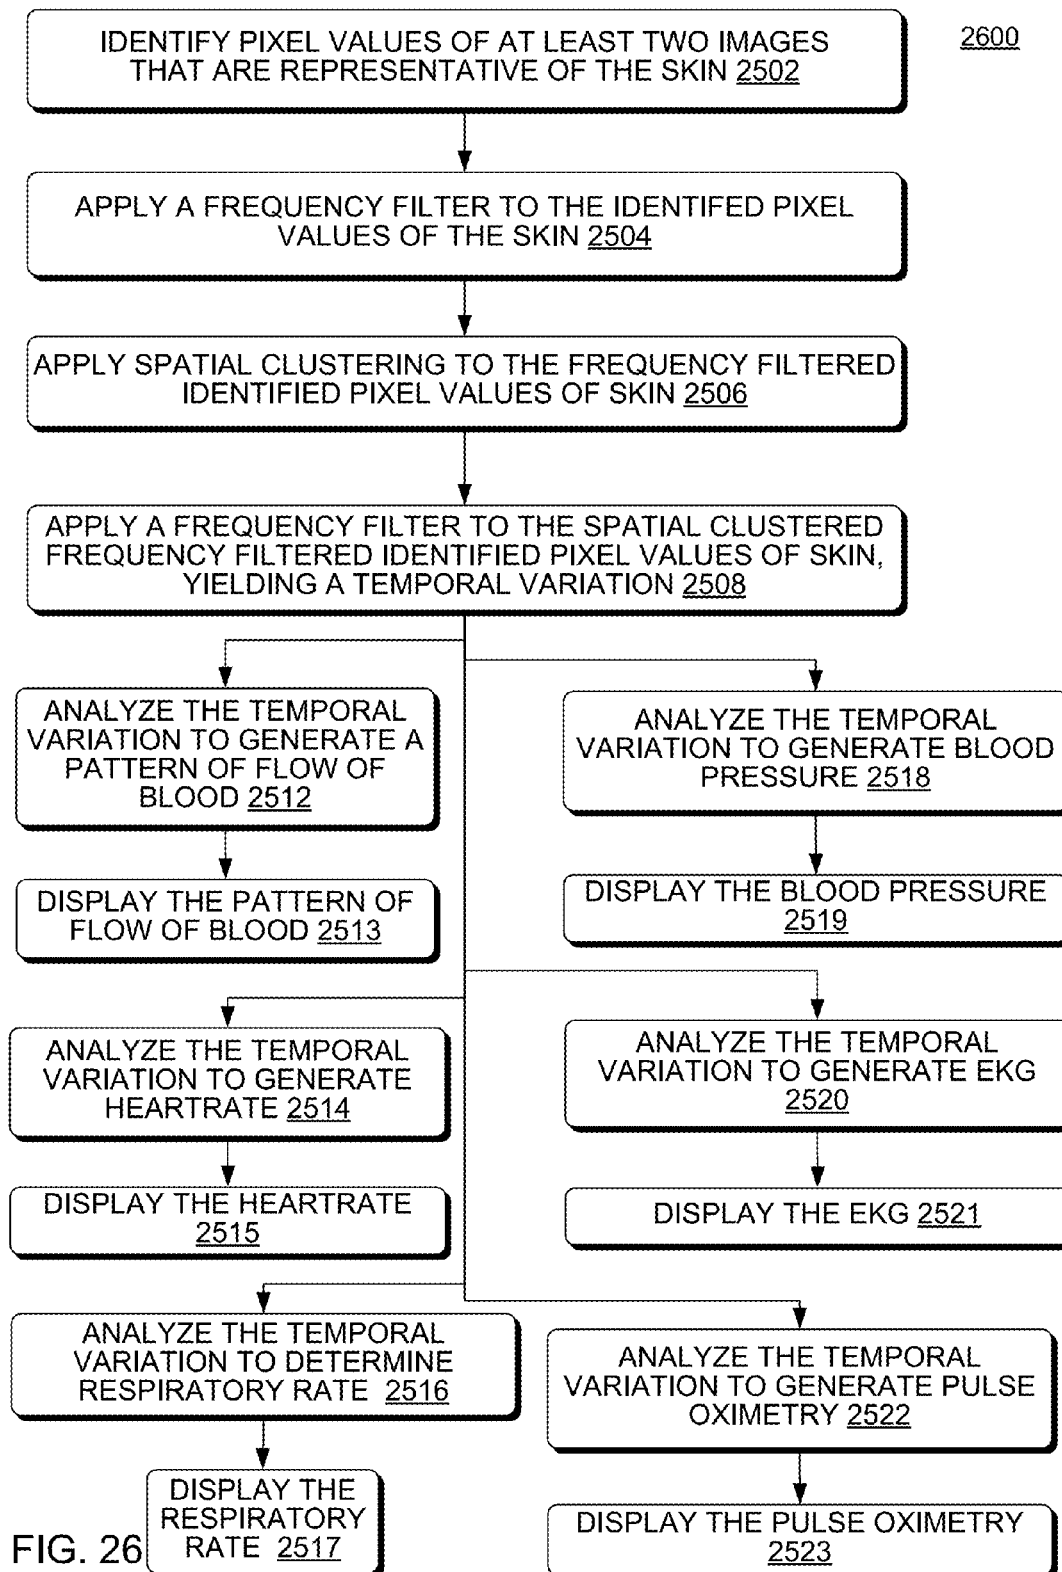 IDENTIFY PIXEL VALUES OF AT LEAST TWO IMAGES
THAT ARE REPRESENTATIVE OF THE SKIN 2502
2600
APPLY A FREQUENCY FILTER TO THE IDENTIFED PIXEL
VALUES OF THE SKIN 2504
APPLY SPATIAL CLUSTERING TO THE FREQUENCY FILTERED
IDENTIFIED PIXEL VALUES OF SKIN 2506
APPLY A FREQUENCY FILTER TO THE SPATIAL CLUSTERED
FREQUENCY FILTERED IDENTIFIED PIXEL VALUES OF SKIN,
YIELDING A TEMPORAL VARIATION 2508
ANALYZE THE TEMPORAL
VARIATION TO GENERATE A
PATTERN OF FLOW OF
BLOOD 2512
DISPLAY THE PATTERN OF
FLOW OF BLOOD 2513
ANALYZE THE TEMPORAL
VARIATION TO GENERATE BLOOD
PRESSURE 2518
DISPLAY THE BLOOD PRESSURE
2519
ANALYZE THE TEMPORAL
VARIATION TO GENERATE
HEARTRATE 2514
DISPLAY THE HEARTRATE
2515
ANALYZE THE TEMPORAL
VARIATION TO GENERATE EKG
2520
DISPLAY THE EKG 2521
ANALYZE THE TEMPORAL
VARIATION TO DETERMINE
RESPIRATORY RATE 2516
DISPLAY THE
RESPIRATORY
RATE 2517
ANALYZE THE TEMPORAL
VARIATION TO GENERATE PULSE
OXIMETRY 2522
DISPLAY THE PULSE OXIMETRY
2523
FIG. 26